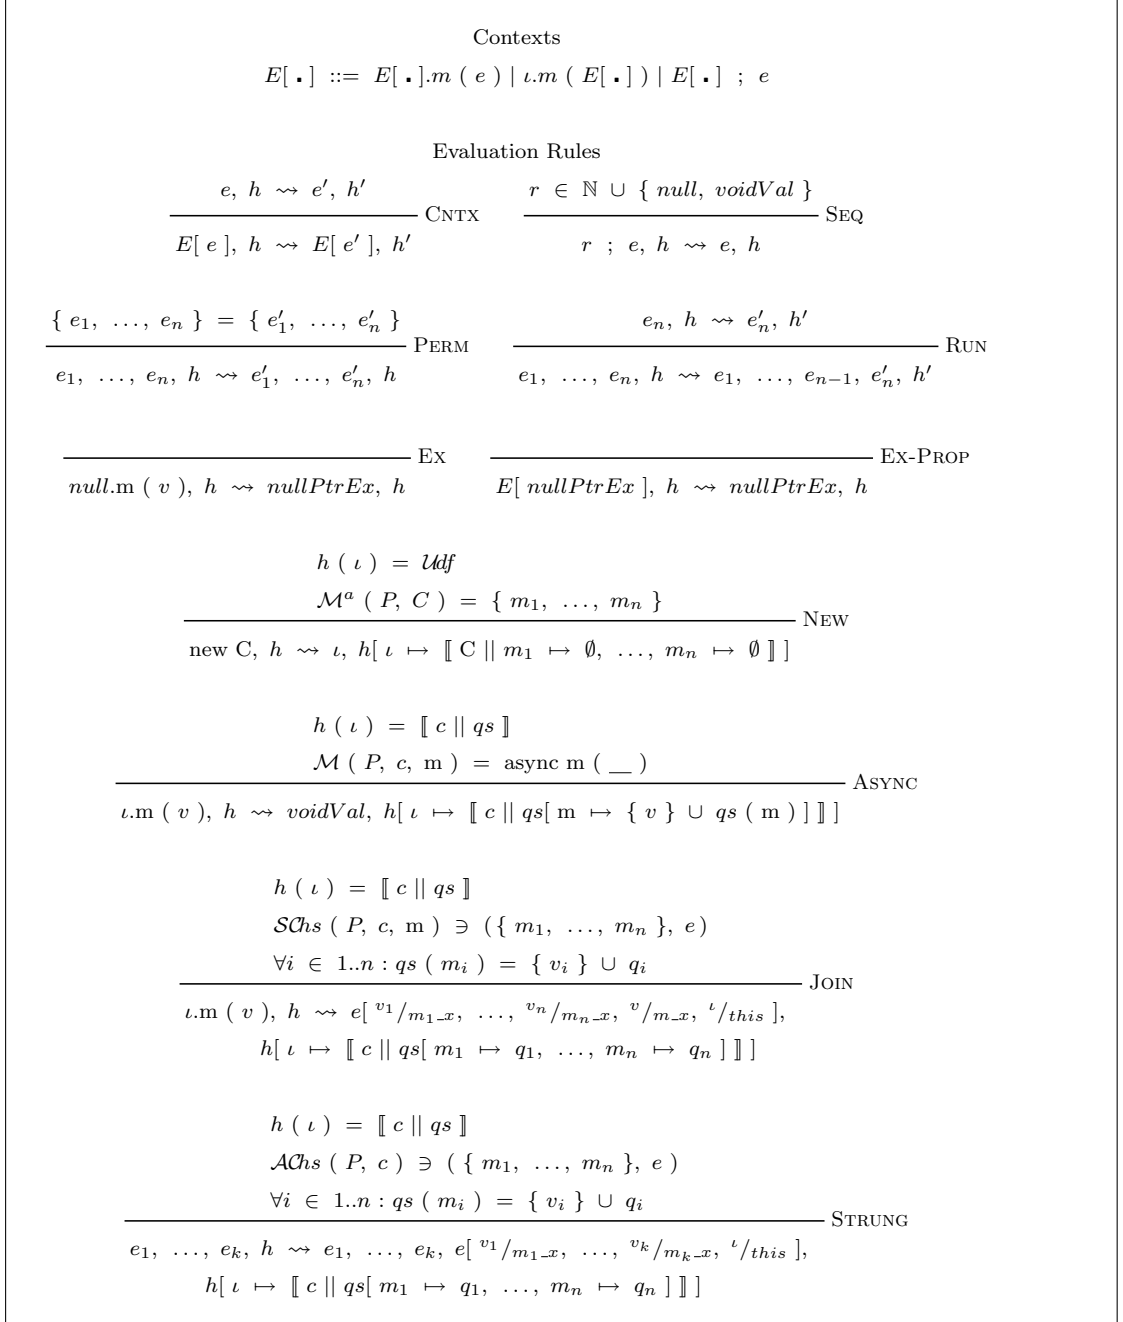 Contexts
E[ ▪ ] ::= E[ ▪ ].m ( e ) | ι.m ( E[ ▪ ] ) | E[ ▪ ] ; e
Evaluation Rules
e, h ⇝ e′, h′
r ∈ ℕ ∪ { null, voidVal }
CNTX
SEQ
E[ e ], h ⇝ E[ e′ ], h′
r ; e, h ⇝ e, h
{ e₁, …, eₙ } = { e′₁, …, e′ₙ }
eₙ, h ⇝ e′ₙ, h′
PERM
RUN
e₁, …, eₙ, h ⇝ e′₁, …, e′ₙ, h
e₁, …, eₙ, h ⇝ e₁, …, eₙ₋₁, e′ₙ, h′
EX
EX-PROP
null.m ( v ), h ⇝ nullPtrEx, h
E[ nullPtrEx ], h ⇝ nullPtrEx, h
h ( ι ) = 𝒰df
ℳᵃ ( P, C ) = { m₁, …, mₙ }
NEW
new C, h ⇝ ι, h[ ι ↦ ⟦ C || m₁ ↦ ∅, …, mₙ ↦ ∅ ⟧ ]
h ( ι ) = ⟦ c || qs ⟧
ℳ ( P, c, m ) = async m ( __ )
ASYNC
ι.m ( v ), h ⇝ voidVal, h[ ι ↦ ⟦ c || qs[ m ↦ { v } ∪ qs ( m ) ] ⟧ ]
h ( ι ) = ⟦ c || qs ⟧
𝒮𝒞hs ( P, c, m ) ∋ ( { m₁, …, mₙ }, e )
∀i ∈ 1..n : qs ( mᵢ ) = { vᵢ } ∪ qᵢ
JOIN
ι.m ( v ), h ⇝ e[ v₁/m₁_x, …, vₙ/mₙ_x, v/m_x, ι/this ],
h[ ι ↦ ⟦ c || qs[ m₁ ↦ q₁, …, mₙ ↦ qₙ ] ⟧ ]
h ( ι ) = ⟦ c || qs ⟧
𝒜𝒞hs ( P, c ) ∋ ( { m₁, …, mₙ }, e )
∀i ∈ 1..n : qs ( mᵢ ) = { vᵢ } ∪ qᵢ
STRUNG
e₁, …, eₖ, h ⇝ e₁, …, eₖ, e[ v₁/m₁_x, …, vₖ/mₖ_x, ι/this ],
h[ ι ↦ ⟦ c || qs[ m₁ ↦ q₁, …, mₙ ↦ qₙ ] ⟧ ]